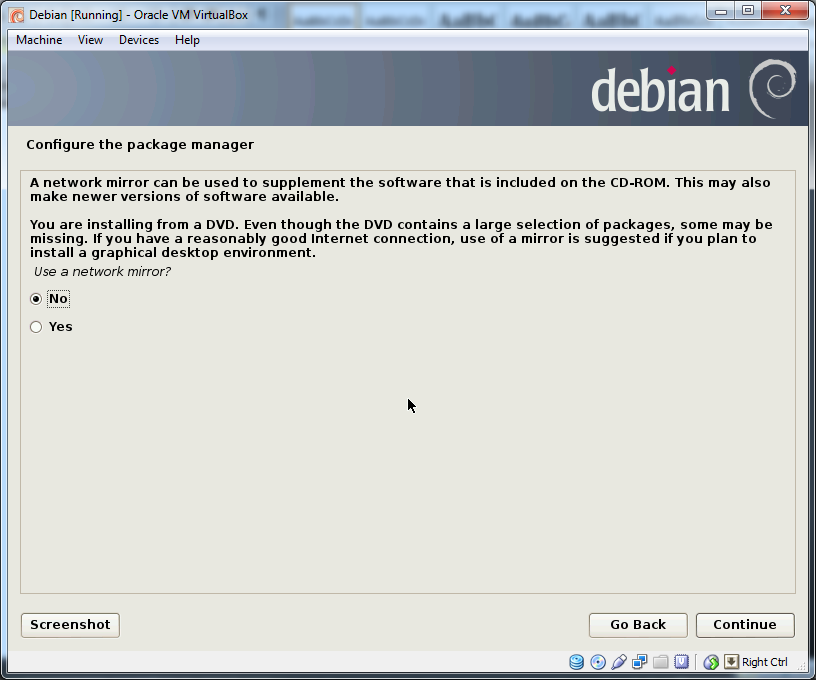 Debian [Running] - Oracle VM VirtualBox
Machine View Devices Help
debian
Configure the package manager
A network mirror can be used to supplement the software that is included on the CD-ROM. This may also
make newer versions of software available.
You are installing from a DVD. Even though the DVD contains a large selection of packages, some may be
missing. If you have a reasonably good Internet connection, use of a mirror is suggested if you plan to
install a graphical desktop environment.
Use a network mirror?
No
Yes
Screenshot Go Back Continue
Right Ctrl